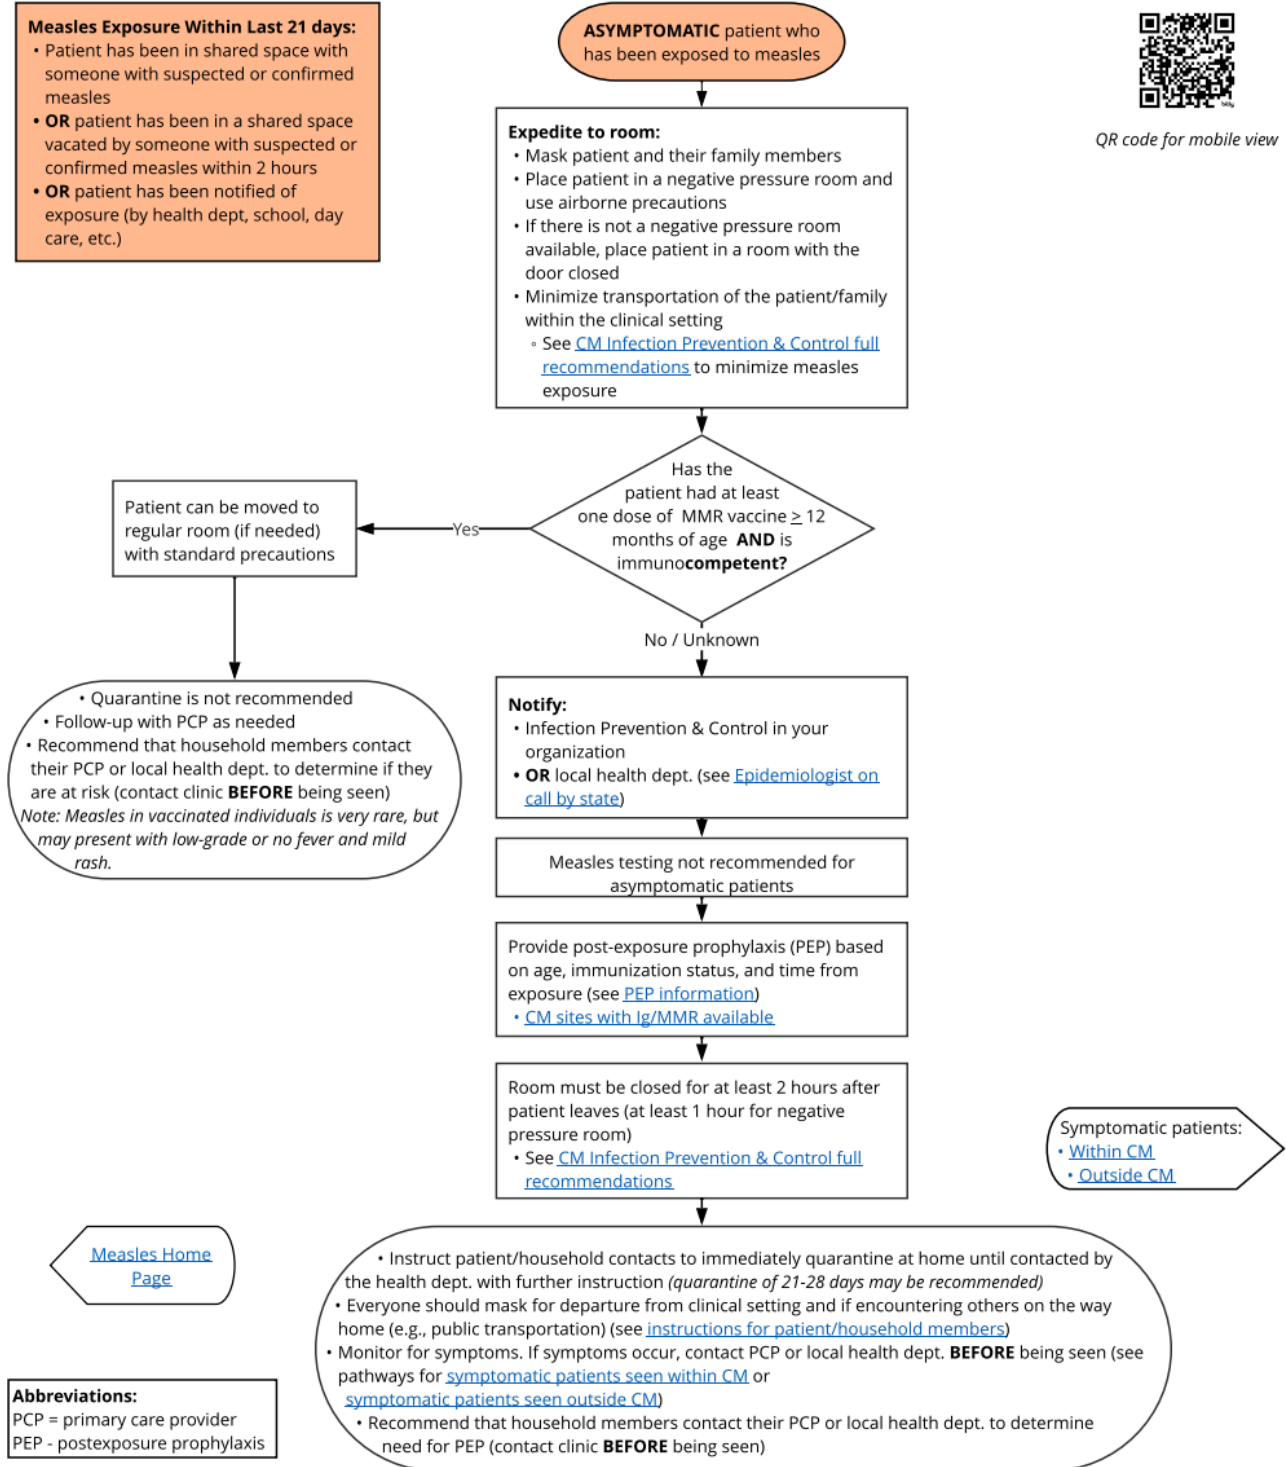 Measles Exposure Within Last 21 days:
• Patient has been in shared space with
someone with suspected or confirmed
measles
• OR patient has been in a shared space
vacated by someone with suspected or
confirmed measles within 2 hours
• OR patient has been notified of
exposure (by health dept, school, day
care, etc.)
ASYMPTOMATIC patient who
has been exposed to measles
QR code for mobile view
Expedite to room:
• Mask patient and their family members
• Place patient in a negative pressure room and
use airborne precautions
• If there is not a negative pressure room
available, place patient in a room with the
door closed
• Minimize transportation of the patient/family
within the clinical setting
◦ See CM Infection Prevention & Control full
recommendations to minimize measles
exposure
Has the
patient had at least
one dose of MMR vaccine ≥ 12
months of age AND is
immunocompetent?
Yes
Patient can be moved to
regular room (if needed)
with standard precautions
• Quarantine is not recommended
• Follow-up with PCP as needed
• Recommend that household members contact
their PCP or local health dept. to determine if they
are at risk (contact clinic BEFORE being seen)
Note: Measles in vaccinated individuals is very rare, but
may present with low-grade or no fever and mild
rash.
No / Unknown
Notify:
• Infection Prevention & Control in your
organization
• OR local health dept. (see Epidemiologist on
call by state)
Measles testing not recommended for
asymptomatic patients
Provide post-exposure prophylaxis (PEP) based
on age, immunization status, and time from
exposure (see PEP information)
• CM sites with Ig/MMR available
Room must be closed for at least 2 hours after
patient leaves (at least 1 hour for negative
pressure room)
• See CM Infection Prevention & Control full
recommendations
Symptomatic patients:
• Within CM
• Outside CM
Measles Home
Page
• Instruct patient/household contacts to immediately quarantine at home until contacted by
the health dept. with further instruction (quarantine of 21-28 days may be recommended)
• Everyone should mask for departure from clinical setting and if encountering others on the way
home (e.g., public transportation) (see instructions for patient/household members)
• Monitor for symptoms. If symptoms occur, contact PCP or local health dept. BEFORE being seen (see
pathways for symptomatic patients seen within CM or
symptomatic patients seen outside CM)
• Recommend that household members contact their PCP or local health dept. to determine
need for PEP (contact clinic BEFORE being seen)
Abbreviations:
PCP = primary care provider
PEP - postexposure prophylaxis